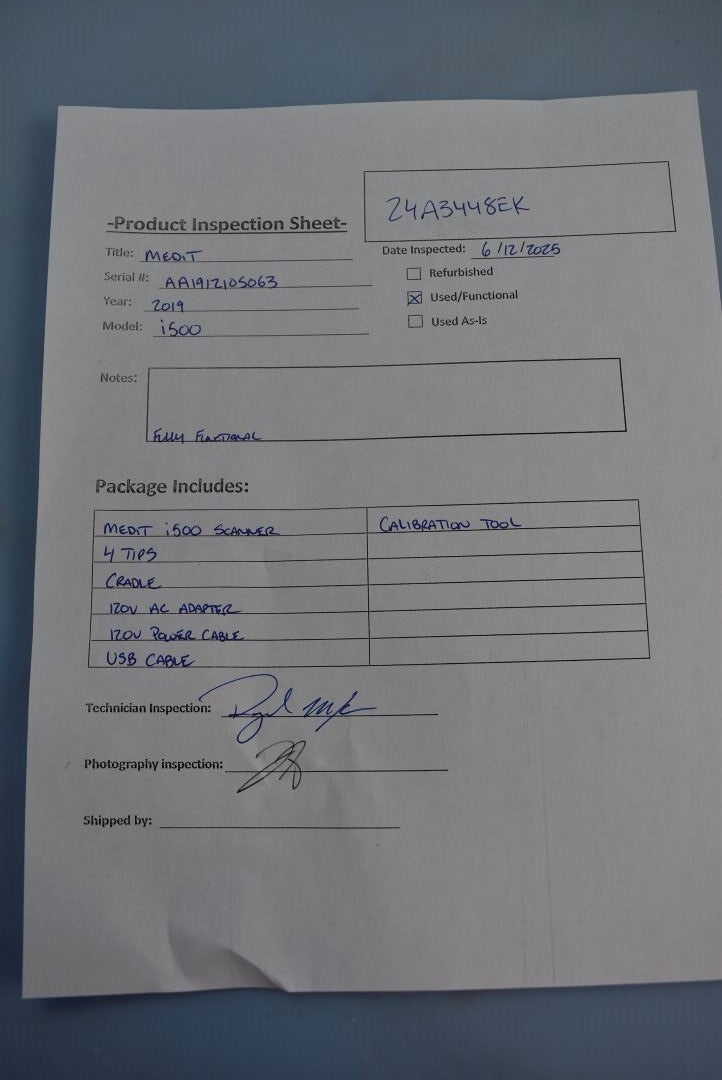 24A3448EK
-Product Inspection Sheet-
Title: MEDIT
Date Inspected: 6/12/2025
Serial #: AA1912105063
Refurbished
Year: 2019
Used/Functional
Model: i500
Used As-Is
Notes:
Fully Functional
Package Includes:
MEDIT i500 SCANNER CALIBRATION TOOL
4 TIPS
CRADLE
120V AC ADAPTER
120V POWER CABLE
USB CABLE
Technician Inspection:
Photography inspection:
Shipped by: